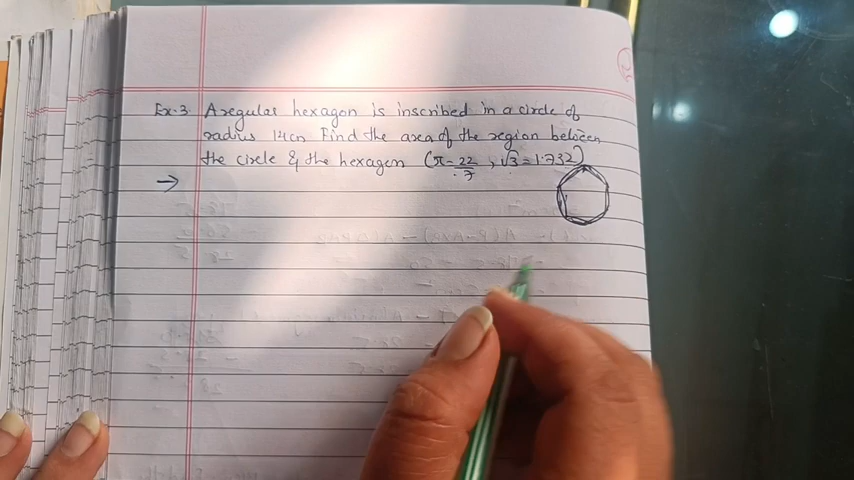 Ex.3. A regular hexagon is inscribed in a circle of
radius 14cm Find the area of the region between
the circle & the hexagon (π = 22/7, √3 = 1.732)
→